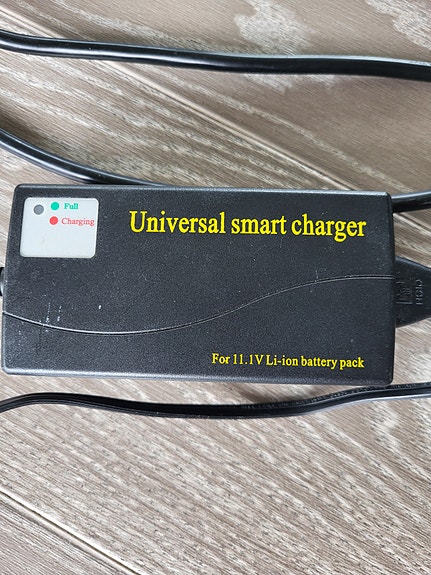 Full
Charging
Universal smart charger
For 11.1V Li-ion battery pack